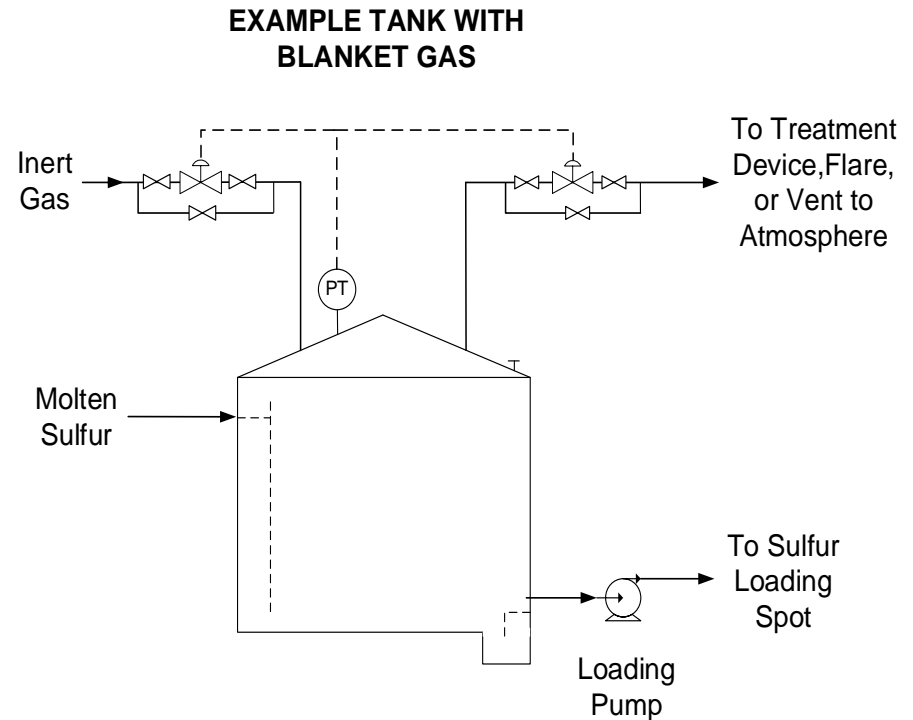 EXAMPLE TANK WITH
BLANKET GAS
Inert
Gas
To Treatment
Device,Flare,
or Vent to
Atmosphere
PT
Molten
Sulfur
To Sulfur
Loading
Spot
Loading
Pump